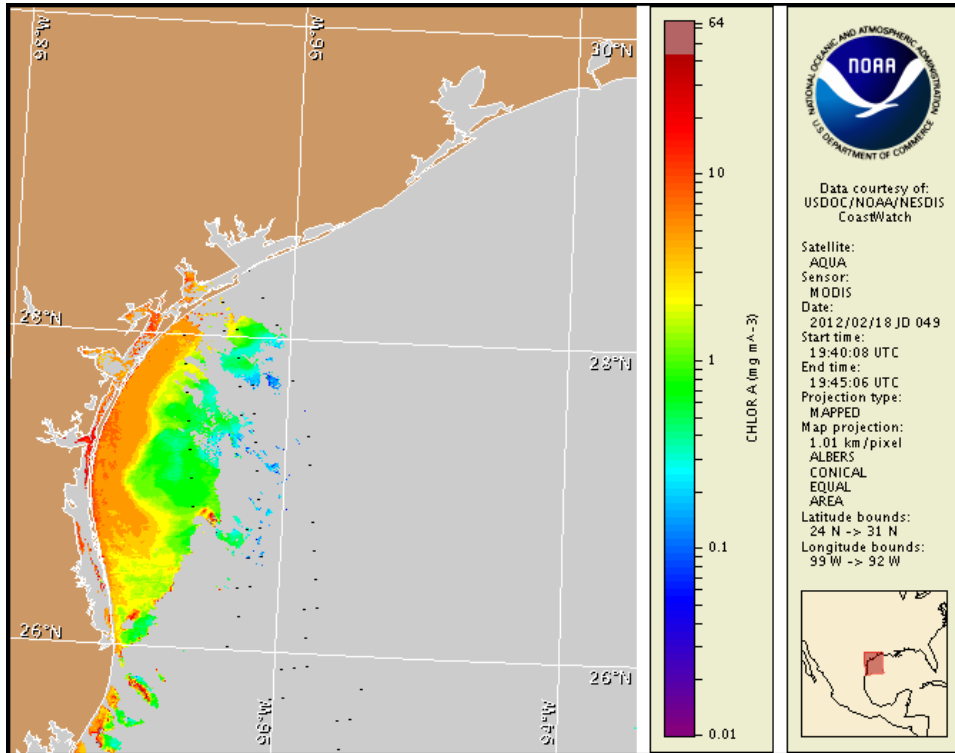 98°W
96°W
30°N
28°N
28°N
26°N
26°N
96°W
94°W
64
10
1
0.1
0.01
CHLOR A (mg m^-3)
NATIONAL OCEANIC AND ATMOSPHERIC ADMINISTRATION
NOAA
U.S. DEPARTMENT OF COMMERCE
Data courtesy of:
USDOC/NOAA/NESDIS
CoastWatch
Satellite:
AQUA
Sensor:
MODIS
Date:
2012/02/18 JD 049
Start time:
19:40:08 UTC
End time:
19:45:06 UTC
Projection type:
MAPPED
Map projection:
1.01 km/pixel
ALBERS
CONICAL
EQUAL
AREA
Latitude bounds:
24 N -> 31 N
Longitude bounds:
99 W -> 92 W